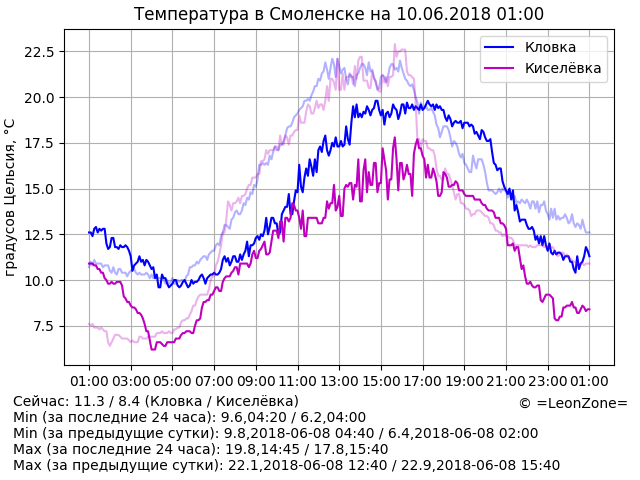 Температура в Смоленске на 10.06.2018 01:00
градусов Цельсия, °C
22.5
20.0
17.5
15.0
12.5
10.0
7.5
Кловка
Киселёвка
01:00 03:00 05:00 07:00 09:00 11:00 13:00 15:00 17:00 19:00 21:00 23:00 01:00
Сейчас: 11.3 / 8.4 (Кловка / Киселёвка)
© =LeonZone=
Min (за последние 24 часа): 9.6,04:20 / 6.2,04:00
Min (за предыдущие сутки): 9.8,2018-06-08 04:40 / 6.4,2018-06-08 02:00
Max (за последние 24 часа): 19.8,14:45 / 17.8,15:40
Max (за предыдущие сутки): 22.1,2018-06-08 12:40 / 22.9,2018-06-08 15:40